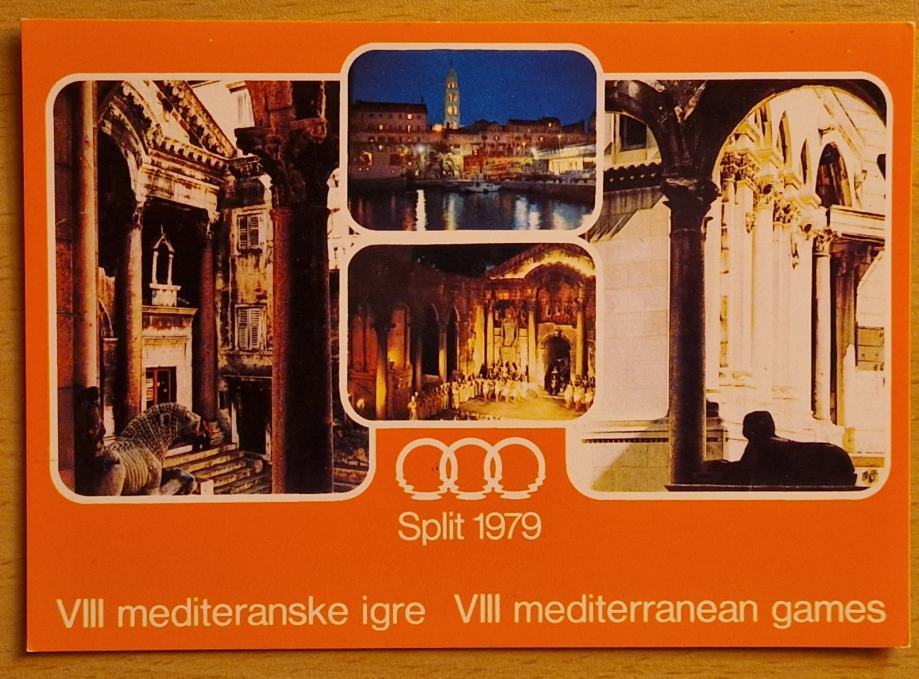 Split 1979
VIII mediteranske igre VIII mediterranean games